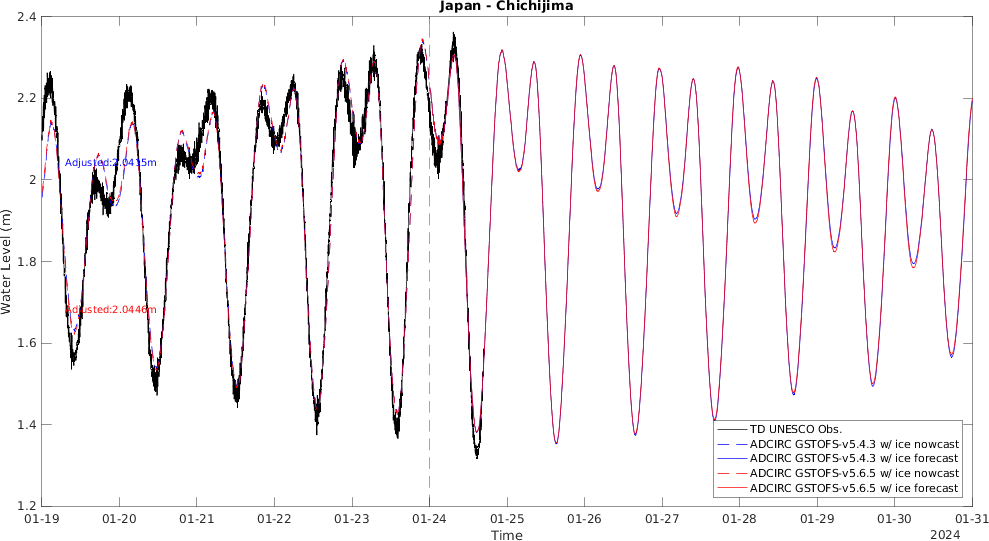 Japan - Chichijima
2.4
2.2
2
1.8
1.6
1.4
1.2
Water Level (m)
Adjusted:2.0415m
Adjusted:2.0446m
TD UNESCO Obs.
ADCIRC GSTOFS-v5.4.3 w/ ice nowcast
ADCIRC GSTOFS-v5.4.3 w/ ice forecast
ADCIRC GSTOFS-v5.6.5 w/ ice nowcast
ADCIRC GSTOFS-v5.6.5 w/ ice forecast
01-19 01-20 01-21 01-22 01-23 01-24 01-25 01-26 01-27 01-28 01-29 01-30 01-31
Time
2024